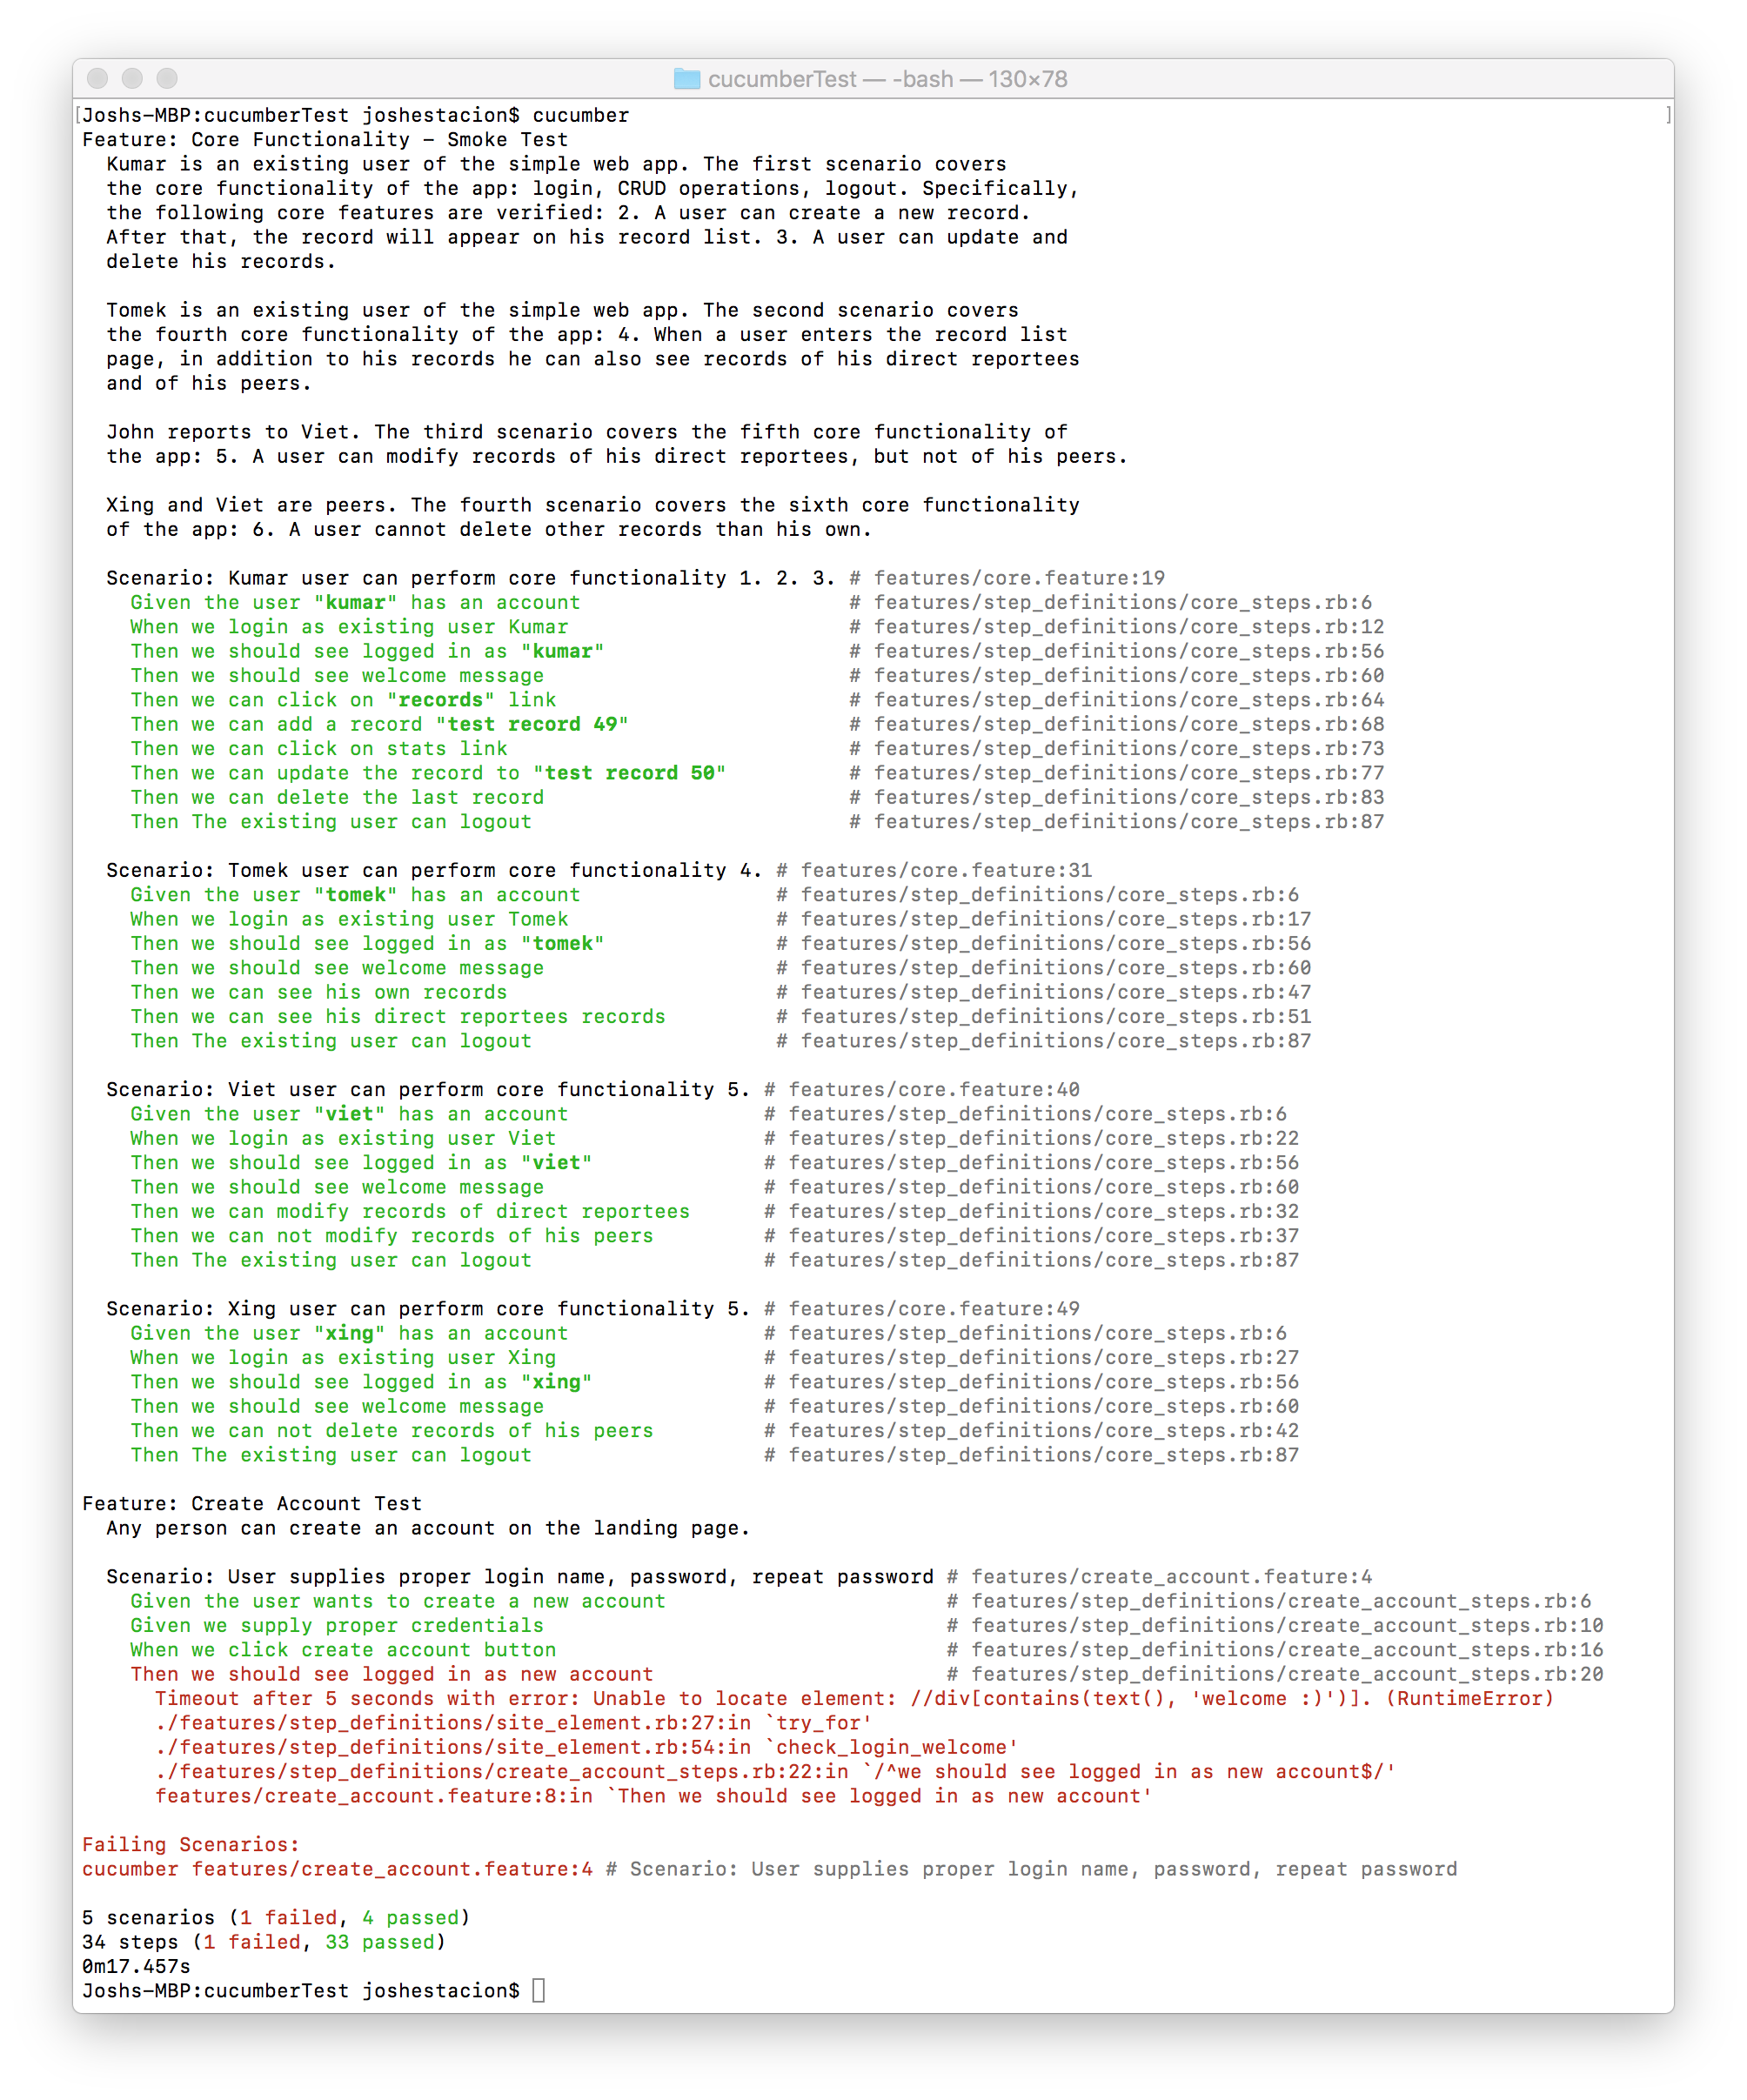 cucumberTest — -bash — 130×78
[Joshs-MBP:cucumberTest joshestacion$ cucumber ]
Feature: Core Functionality - Smoke Test
Kumar is an existing user of the simple web app. The first scenario covers
the core functionality of the app: login, CRUD operations, logout. Specifically,
the following core features are verified: 2. A user can create a new record.
After that, the record will appear on his record list. 3. A user can update and
delete his records.
Tomek is an existing user of the simple web app. The second scenario covers
the fourth core functionality of the app: 4. When a user enters the record list
page, in addition to his records he can also see records of his direct reportees
and of his peers.
John reports to Viet. The third scenario covers the fifth core functionality of
the app: 5. A user can modify records of his direct reportees, but not of his peers.
Xing and Viet are peers. The fourth scenario covers the sixth core functionality
of the app: 6. A user cannot delete other records than his own.
Scenario: Kumar user can perform core functionality 1. 2. 3. # features/core.feature:19
Given the user "kumar" has an account # features/step_definitions/core_steps.rb:6
When we login as existing user Kumar # features/step_definitions/core_steps.rb:12
Then we should see logged in as "kumar" # features/step_definitions/core_steps.rb:56
Then we should see welcome message # features/step_definitions/core_steps.rb:60
Then we can click on "records" link # features/step_definitions/core_steps.rb:64
Then we can add a record "test record 49" # features/step_definitions/core_steps.rb:68
Then we can click on stats link # features/step_definitions/core_steps.rb:73
Then we can update the record to "test record 50" # features/step_definitions/core_steps.rb:77
Then we can delete the last record # features/step_definitions/core_steps.rb:83
Then The existing user can logout # features/step_definitions/core_steps.rb:87
Scenario: Tomek user can perform core functionality 4. # features/core.feature:31
Given the user "tomek" has an account # features/step_definitions/core_steps.rb:6
When we login as existing user Tomek # features/step_definitions/core_steps.rb:17
Then we should see logged in as "tomek" # features/step_definitions/core_steps.rb:56
Then we should see welcome message # features/step_definitions/core_steps.rb:60
Then we can see his own records # features/step_definitions/core_steps.rb:47
Then we can see his direct reportees records # features/step_definitions/core_steps.rb:51
Then The existing user can logout # features/step_definitions/core_steps.rb:87
Scenario: Viet user can perform core functionality 5. # features/core.feature:40
Given the user "viet" has an account # features/step_definitions/core_steps.rb:6
When we login as existing user Viet # features/step_definitions/core_steps.rb:22
Then we should see logged in as "viet" # features/step_definitions/core_steps.rb:56
Then we should see welcome message # features/step_definitions/core_steps.rb:60
Then we can modify records of direct reportees # features/step_definitions/core_steps.rb:32
Then we can not modify records of his peers # features/step_definitions/core_steps.rb:37
Then The existing user can logout # features/step_definitions/core_steps.rb:87
Scenario: Xing user can perform core functionality 5. # features/core.feature:49
Given the user "xing" has an account # features/step_definitions/core_steps.rb:6
When we login as existing user Xing # features/step_definitions/core_steps.rb:27
Then we should see logged in as "xing" # features/step_definitions/core_steps.rb:56
Then we should see welcome message # features/step_definitions/core_steps.rb:60
Then we can not delete records of his peers # features/step_definitions/core_steps.rb:42
Then The existing user can logout # features/step_definitions/core_steps.rb:87
Feature: Create Account Test
Any person can create an account on the landing page.
Scenario: User supplies proper login name, password, repeat password # features/create_account.feature:4
Given the user wants to create a new account # features/step_definitions/create_account_steps.rb:6
Given we supply proper credentials # features/step_definitions/create_account_steps.rb:10
When we click create account button # features/step_definitions/create_account_steps.rb:16
Then we should see logged in as new account # features/step_definitions/create_account_steps.rb:20
Timeout after 5 seconds with error: Unable to locate element: //div[contains(text(), 'welcome :)')]. (RuntimeError)
./features/step_definitions/site_element.rb:27:in `try_for'
./features/step_definitions/site_element.rb:54:in `check_login_welcome'
./features/step_definitions/create_account_steps.rb:22:in `/^we should see logged in as new account$/'
features/create_account.feature:8:in `Then we should see logged in as new account'
Failing Scenarios:
cucumber features/create_account.feature:4 # Scenario: User supplies proper login name, password, repeat password
5 scenarios (1 failed, 4 passed)
34 steps (1 failed, 33 passed)
0m17.457s
Joshs-MBP:cucumberTest joshestacion$